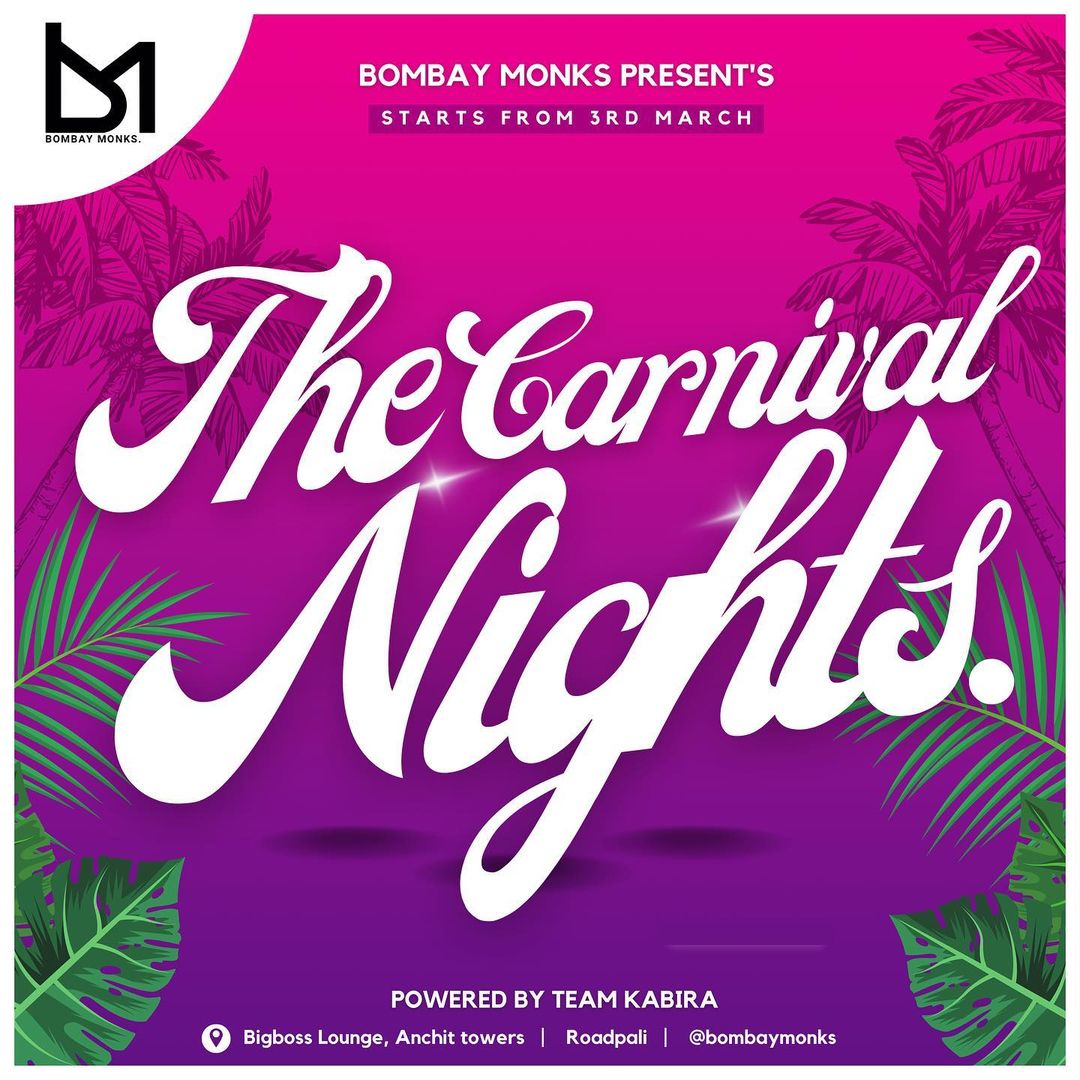 BM
BOMBAY MONKS.
BOMBAY MONKS PRESENT'S
STARTS FROM 3RD MARCH
The Carnival
Nights.
POWERED BY TEAM KABIRA
Bigboss Lounge, Anchit towers | Roadpali | @bombaymonks